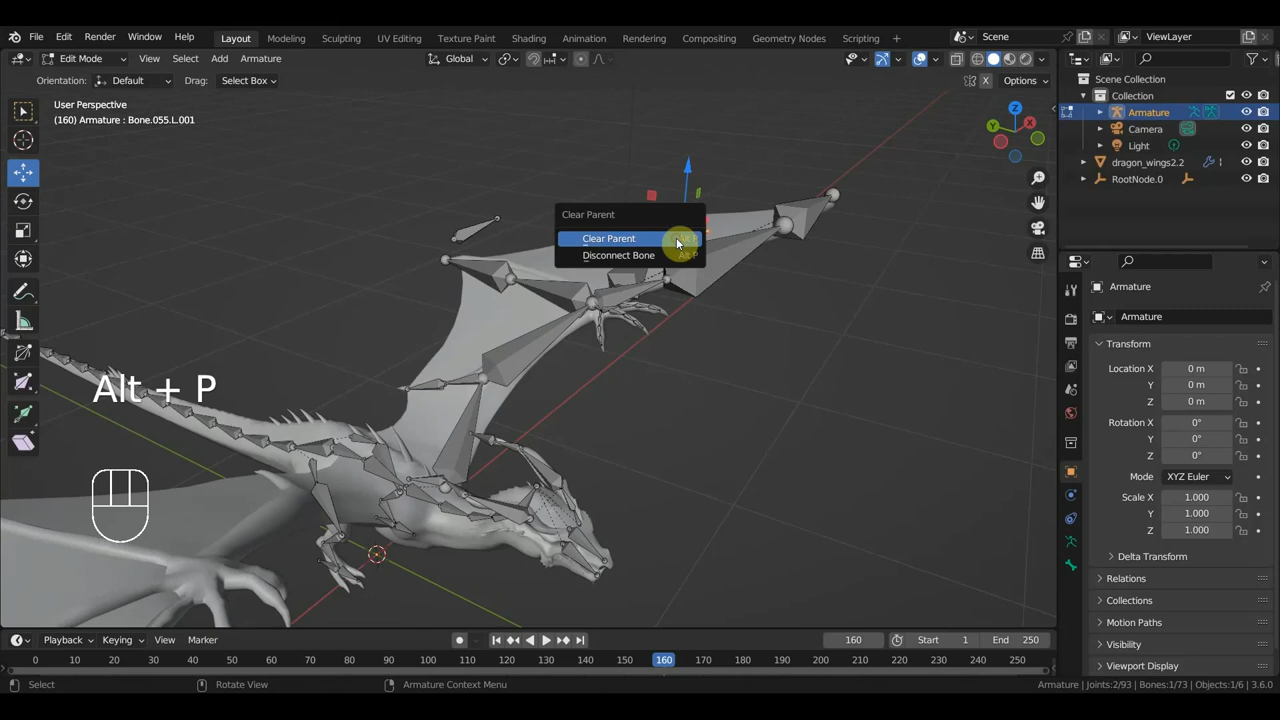 File Edit Render Window Help Layout Modeling Sculpting UV Editing Texture Paint Shading Animation Rendering Compositing Geometry Nodes Scripting + Scene ViewLayer
Edit Mode View Select Add Armature Global
Orientation: Default Drag: Select Box X Options
User Perspective
(160) Armature : Bone.055.L.001
Z
Y
X
Clear Parent
Clear Parent
Disconnect Bone Alt P
Alt + P
Scene Collection
Collection
Armature
Camera
Light
dragon_wings2.2 1
RootNode.0
Armature
Armature
Transform
Location X 0 m
Y 0 m
Z 0 m
Rotation X 0°
Y 0°
Z 0°
Mode XYZ Euler
Scale X 1.000
Y 1.000
Z 1.000
Delta Transform
Relations
Collections
Motion Paths
Visibility
Viewport Display
Playback Keying View Marker 160 Start 1 End 250
0 10 20 30 40 50 60 70 80 90 100 110 120 130 140 150 160 170 180 190 200 210 220 230 240 250
Select Rotate View Armature Context Menu Armature | Joints:2/93 | Bones:1/73 | Objects:1/6 | 3.6.0